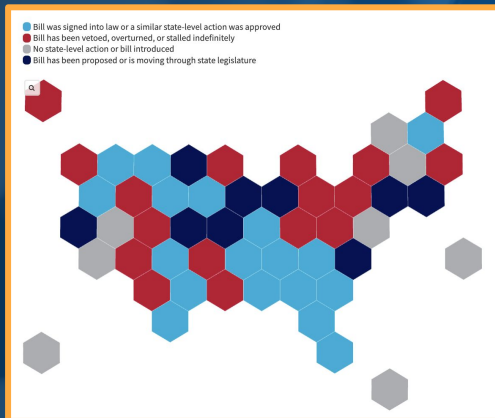 Bill was signed into law or a similar state-level action was approved
Bill has been vetoed, overturned, or stalled indefinitely
No state-level action or bill introduced
Bill has been proposed or is moving through state legislature